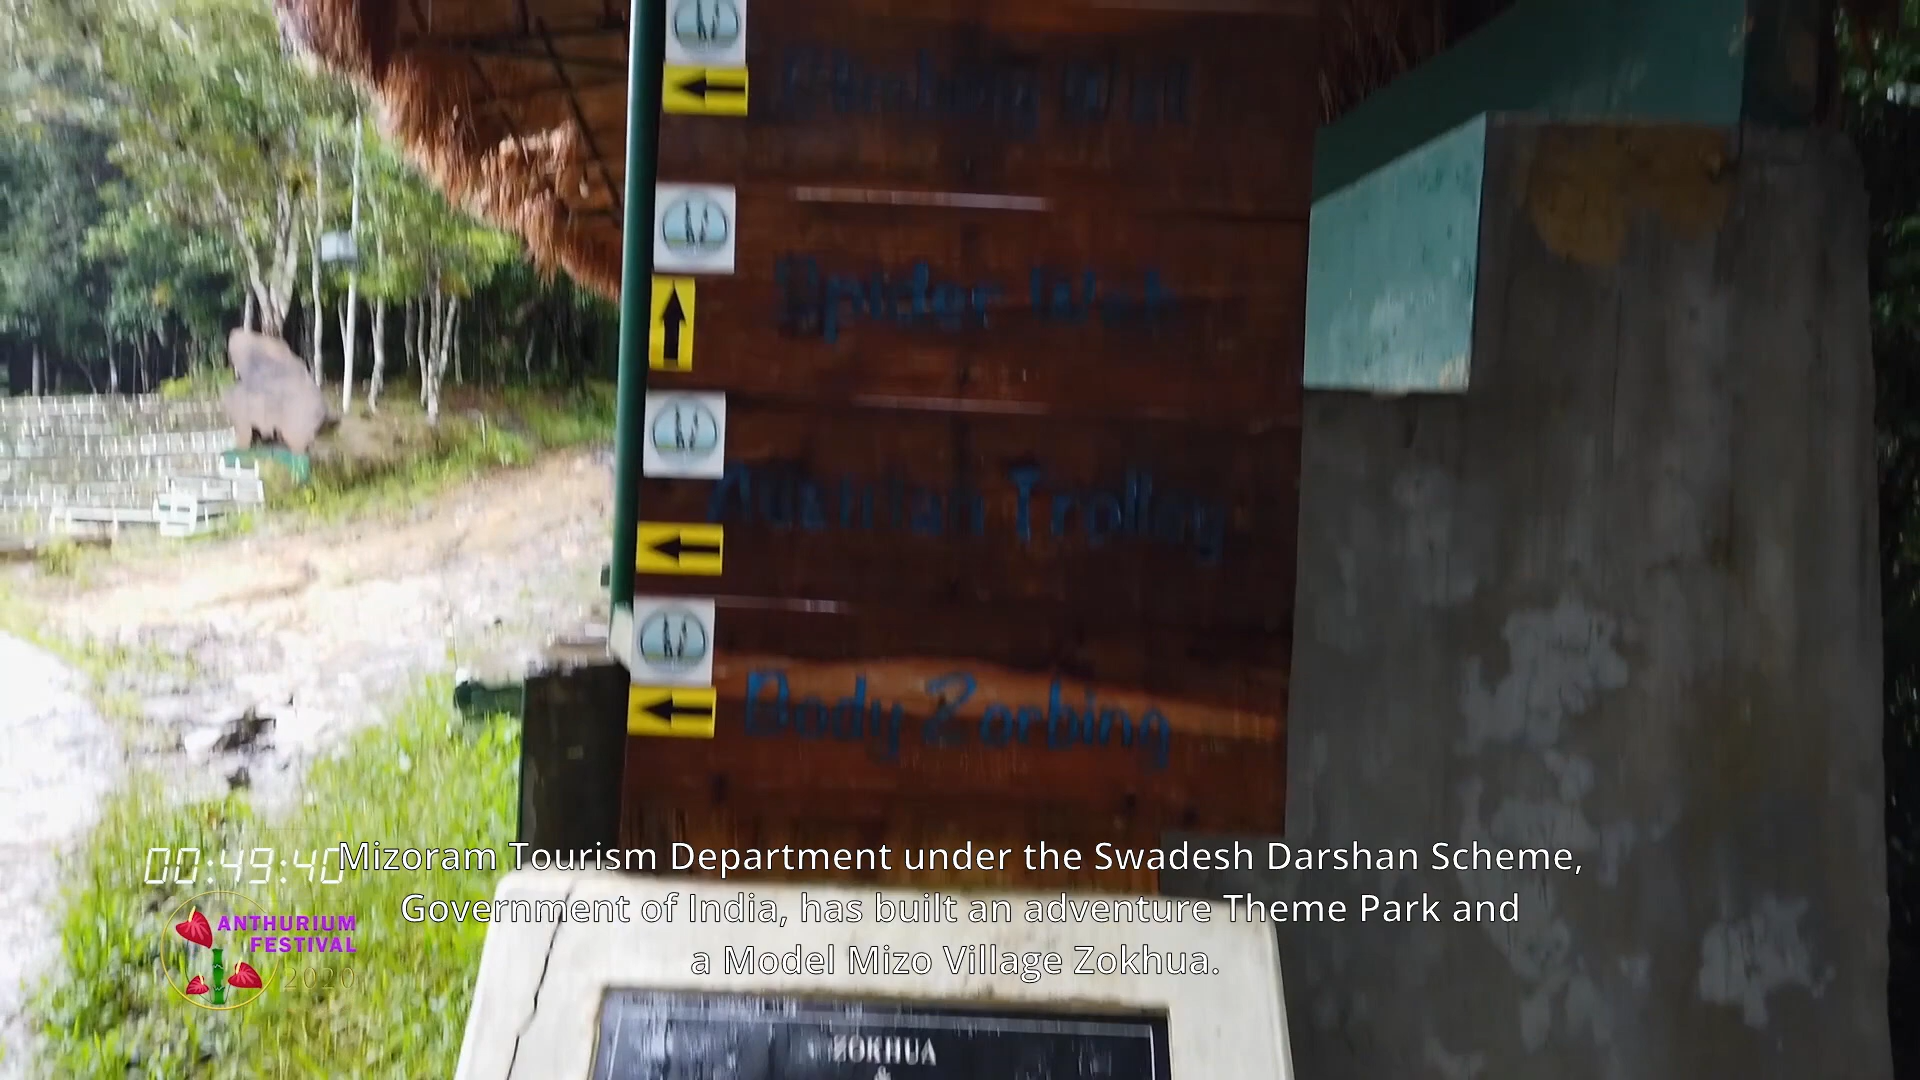 Climbing Wall
Spider Web
Austrian Trolley
Body Zorbing
00:49:40
Mizoram Tourism Department under the Swadesh Darshan Scheme,
Government of India, has built an adventure Theme Park and
a Model Mizo Village Zokhua.
ANTHURIUM
FESTIVAL
2020
ZOKHUA
&